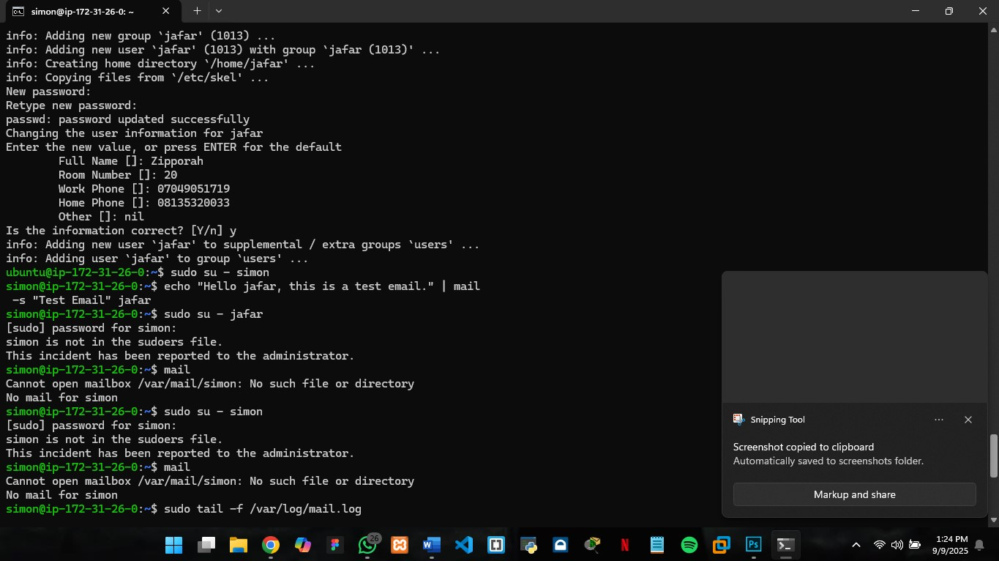 simon@ip-172-31-26-0: ~
info: Adding new group `jafar' (1013) ...
info: Adding new user `jafar' (1013) with group `jafar (1013)' ...
info: Creating home directory `/home/jafar' ...
info: Copying files from `/etc/skel' ...
New password:
Retype new password:
passwd: password updated successfully
Changing the user information for jafar
Enter the new value, or press ENTER for the default
        Full Name []: Zipporah
        Room Number []: 20
        Work Phone []: 07049051719
        Home Phone []: 08135320033
        Other []: nil
Is the information correct? [Y/n] y
info: Adding new user `jafar' to supplemental / extra groups `users' ...
info: Adding user `jafar' to group `users' ...
ubuntu@ip-172-31-26-0:~$ sudo su - simon
simon@ip-172-31-26-0:~$ echo "Hello jafar, this is a test email." | mail
 -s "Test Email" jafar
simon@ip-172-31-26-0:~$ sudo su - jafar
[sudo] password for simon:
simon is not in the sudoers file.
This incident has been reported to the administrator.
simon@ip-172-31-26-0:~$ mail
Cannot open mailbox /var/mail/simon: No such file or directory
No mail for simon
simon@ip-172-31-26-0:~$ sudo su - simon
[sudo] password for simon:
simon is not in the sudoers file.
This incident has been reported to the administrator.
simon@ip-172-31-26-0:~$ mail
Cannot open mailbox /var/mail/simon: No such file or directory
No mail for simon
simon@ip-172-31-26-0:~$ sudo tail -f /var/log/mail.log
Snipping Tool
Screenshot copied to clipboard
Automatically saved to screenshots folder.
Markup and share
26
Ps
1:24 PM
9/9/2025